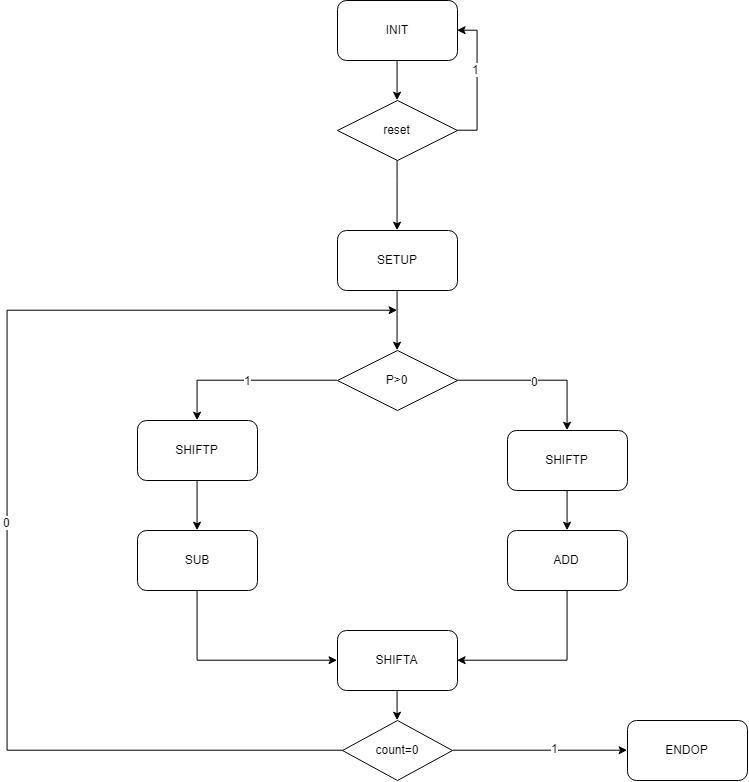 INIT
1
reset
SETUP
P>0
1
0
SHIFTP
SHIFTP
0
SUB
ADD
SHIFTA
count=0
1
ENDOP